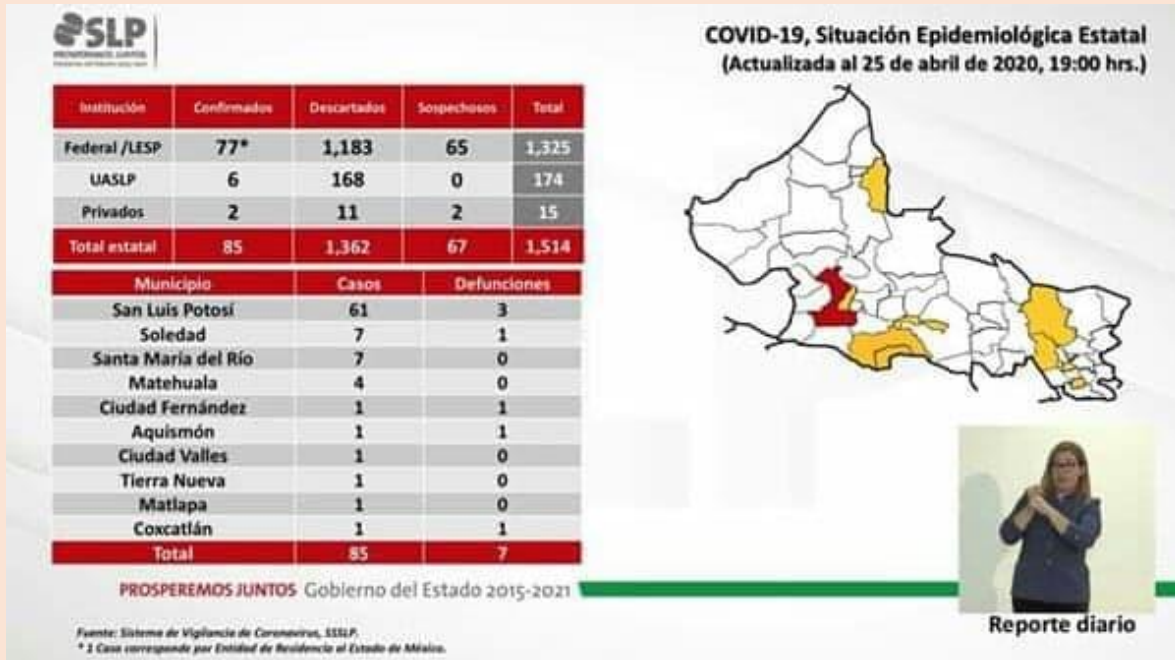 SLP
PROSPEREMOS JUNTOS
COVID-19, Situación Epidemiológica Estatal
(Actualizada al 25 de abril de 2020, 19:00 hrs.)
Institución Confirmados Descartados Sospechosos Total
Federal /LESP 77* 1,183 65 1,325
UASLP 6 168 0 174
Privados 2 11 2 15
Total estatal 85 1,362 67 1,514
Municipio Casos Defunciones
San Luis Potosí 61 3
Soledad 7 1
Santa María del Río 7 0
Matehuala 4 0
Ciudad Fernández 1 1
Aquismón 1 1
Ciudad Valles 1 0
Tierra Nueva 1 0
Matlapa 1 0
Coxcatlán 1 1
Total 85 7
PROSPEREMOS JUNTOS Gobierno del Estado 2015-2021
Reporte diario
Fuente: Sistema de Vigilancia de Coronavirus, SSSLP.
* 1 Caso corresponde por Entidad de Residencia al Estado de México.